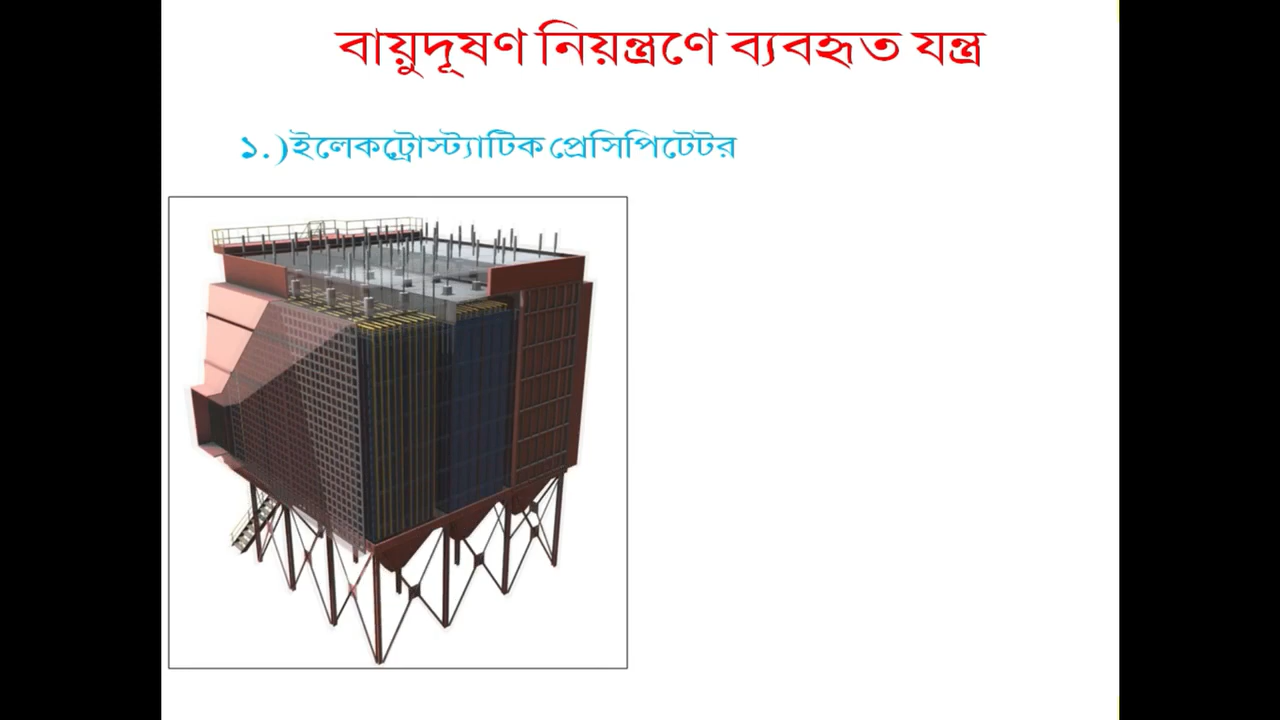 বায়ুদূষণ নিয়ন্ত্রণে ব্যবহৃত যন্ত্র
১.)ইলেকট্রোস্ট্যাটিক প্রেসিপিটেটর